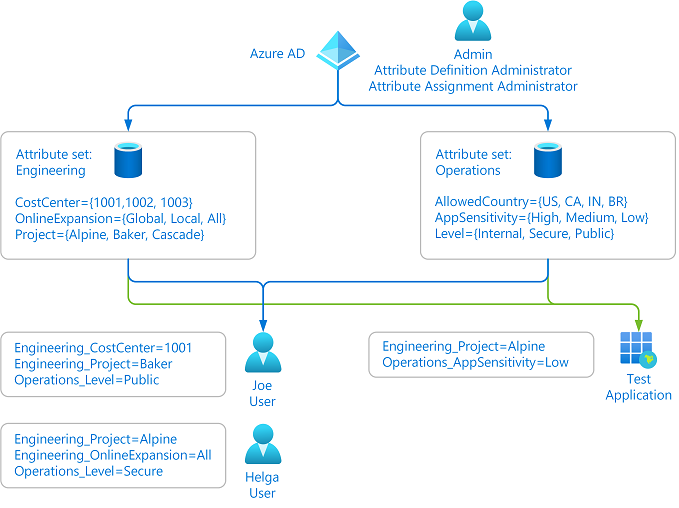 Azure AD
Admin
Attribute Definition Administrator
Attribute Assignment Administrator
Attribute set:
Engineering
CostCenter={1001,1002, 1003}
OnlineExpansion={Global, Local, All}
Project={Alpine, Baker, Cascade}
Attribute set:
Operations
AllowedCountry={US, CA, IN, BR}
AppSensitivity={High, Medium, Low}
Level={Internal, Secure, Public}
Engineering_CostCenter=1001
Engineering_Project=Baker
Operations_Level=Public
Joe
User
Engineering_Project=Alpine
Operations_AppSensitivity=Low
Test
Application
Engineering_Project=Alpine
Engineering_OnlineExpansion=All
Operations_Level=Secure
Helga
User